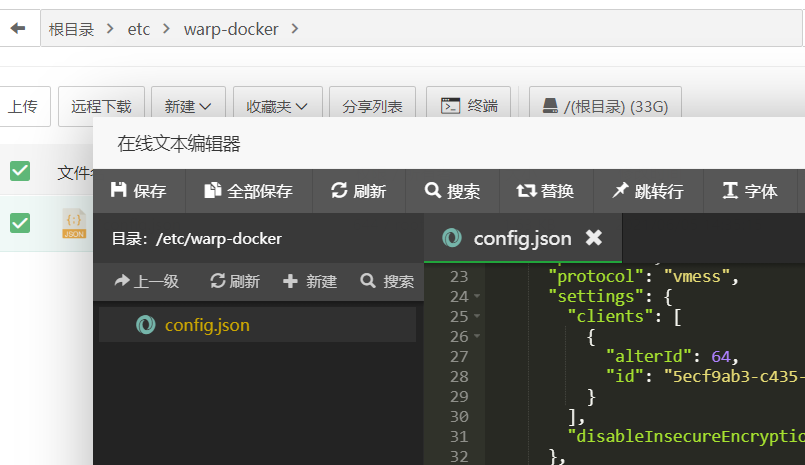 根目录 etc warp-docker
上传 远程下载 新建 收藏夹 分享列表 终端 /(根目录) (33G)
在线文本编辑器
文件
保存 全部保存 刷新 搜索 替换 跳转行 字体
目录: /etc/warp-docker
config.json
上一级 刷新 新建 搜索
JSON
config.json
23 "protocol": "vmess",
24 "settings": {
25 "clients": [
26 {
27 "alterId": 64,
28 "id": "5ecf9ab3-c435-
29 }
30 ],
31 "disableInsecureEncryptio
32 },